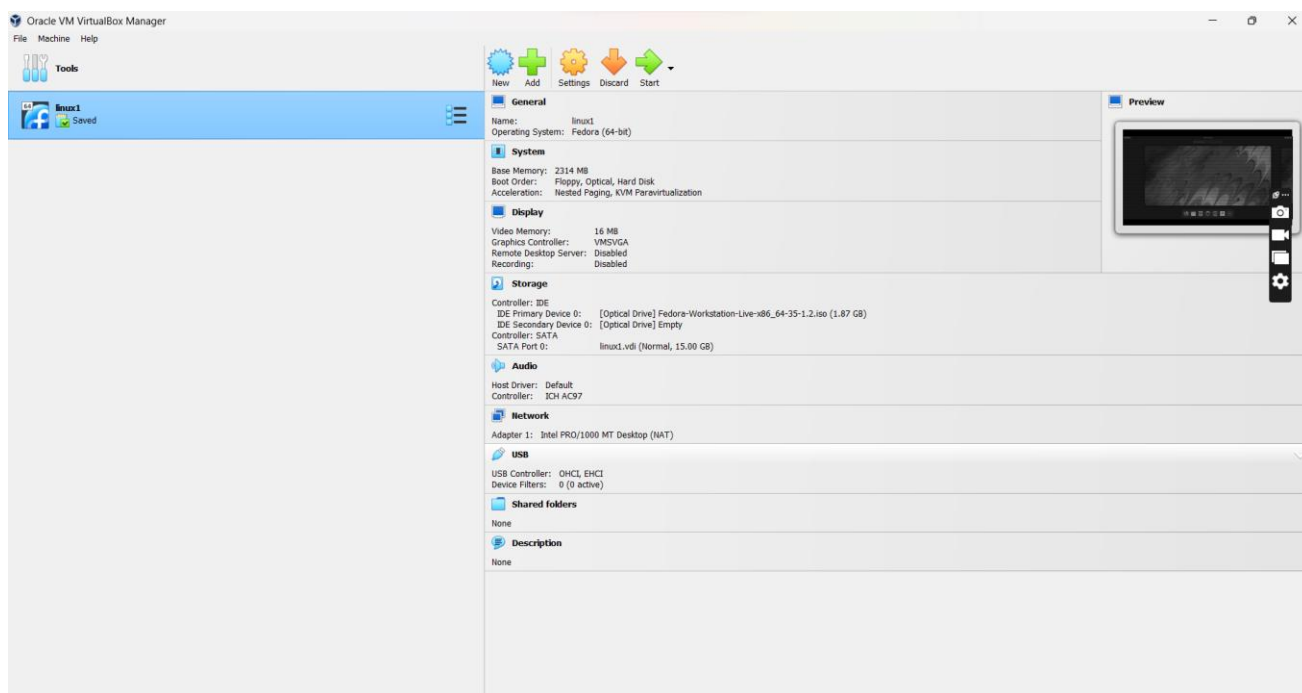 Oracle VM VirtualBox Manager
File Machine Help
Tools
New Add Settings Discard Start
64 linux1
Saved
General
Name: linux1
Operating System: Fedora (64-bit)
Preview
System
Base Memory: 2314 MB
Boot Order: Floppy, Optical, Hard Disk
Acceleration: Nested Paging, KVM Paravirtualization
Display
Video Memory: 16 MB
Graphics Controller: VMSVGA
Remote Desktop Server: Disabled
Recording: Disabled
Storage
Controller: IDE
IDE Primary Device 0: [Optical Drive] Fedora-Workstation-Live-x86_64-35-1.2.iso (1.87 GB)
IDE Secondary Device 0: [Optical Drive] Empty
Controller: SATA
SATA Port 0: linux1.vdi (Normal, 15.00 GB)
Audio
Host Driver: Default
Controller: ICH AC97
Network
Adapter 1: Intel PRO/1000 MT Desktop (NAT)
USB
USB Controller: OHCI, EHCI
Device Filters: 0 (0 active)
Shared folders
None
Description
None